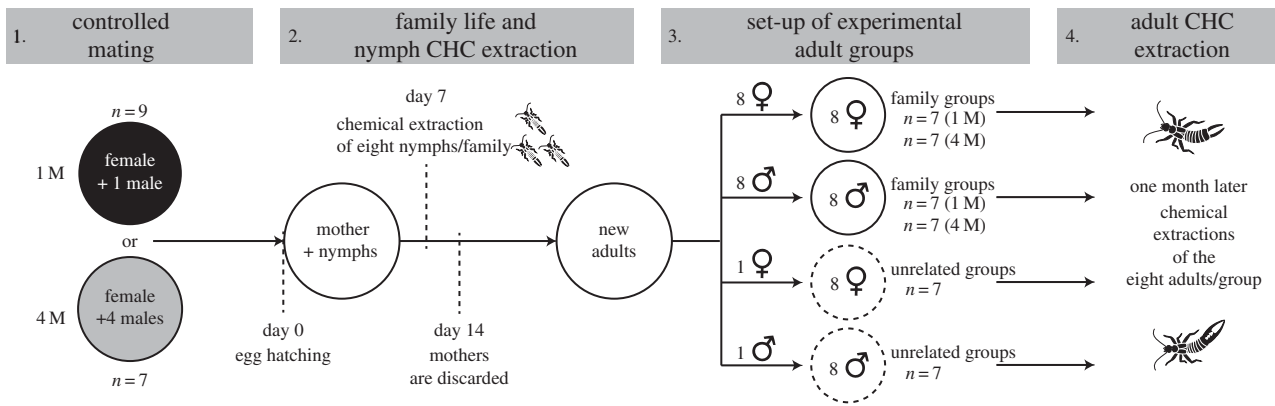 1.
controlled
mating
2.
family life and
nymph CHC extraction
3.
set-up of experimental
adult groups
4.
adult CHC
extraction
n = 9
1 M
female
+ 1 male
or
4 M
female
+4 males
n = 7
day 0
egg hatching
mother
+ nymphs
day 7
chemical extraction
of eight nymphs/family
day 14
mothers
are discarded
new
adults
8 ♀
8 ♀
family groups
n = 7 (1 M)
n = 7 (4 M)
8 ♂
8 ♂
family groups
n = 7 (1 M)
n = 7 (4 M)
1 ♀
8 ♀
unrelated groups
n = 7
1 ♂
8 ♂
unrelated groups
n = 7
one month later
chemical
extractions
of the
eight adults/group